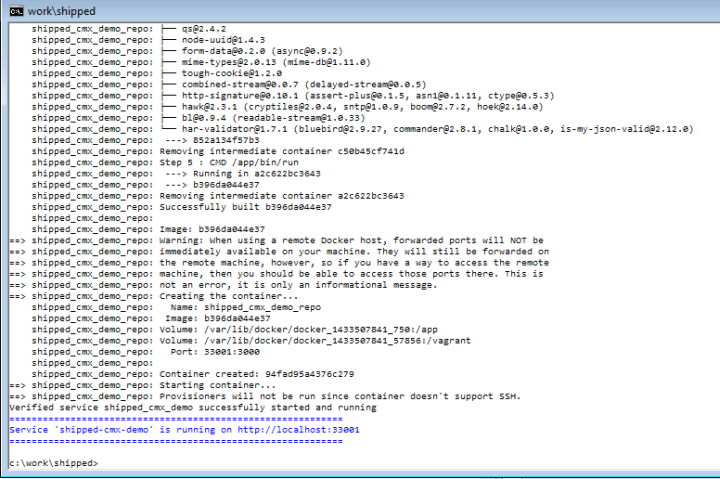 work\shipped
shipped_cmx_demo_repo: ├── qs@2.4.2
shipped_cmx_demo_repo: ├── node-uuid@1.4.3
shipped_cmx_demo_repo: ├── form-data@0.2.0 (async@0.9.2)
shipped_cmx_demo_repo: ├── mime-types@2.0.13 (mime-db@1.11.0)
shipped_cmx_demo_repo: ├── tough-cookie@1.2.0
shipped_cmx_demo_repo: ├── combined-stream@0.0.7 (delayed-stream@0.0.5)
shipped_cmx_demo_repo: ├── http-signature@0.10.1 (assert-plus@0.1.5, asn1@0.1.11, ctype@0.5.3)
shipped_cmx_demo_repo: ├── hawk@2.3.1 (cryptiles@2.0.4, sntp@1.0.9, boom@2.7.2, hoek@2.14.0)
shipped_cmx_demo_repo: ├── bl@0.9.4 (readable-stream@1.0.33)
shipped_cmx_demo_repo: └── har-validator@1.7.1 (bluebird@2.9.27, commander@2.8.1, chalk@1.0.0, is-my-json-valid@2.12.0)
shipped_cmx_demo_repo:  ---> 852a134f57b3
shipped_cmx_demo_repo: Removing intermediate container c50b45cf741d
shipped_cmx_demo_repo: Step 5 : CMD /app/bin/run
shipped_cmx_demo_repo:  ---> Running in a2c622bc3643
shipped_cmx_demo_repo:  ---> b396da044e37
shipped_cmx_demo_repo: Removing intermediate container a2c622bc3643
shipped_cmx_demo_repo: Successfully built b396da044e37
shipped_cmx_demo_repo:
shipped_cmx_demo_repo: Image: b396da044e37
==> shipped_cmx_demo_repo: Warning: When using a remote Docker host, forwarded ports will NOT be
==> shipped_cmx_demo_repo: immediately available on your machine. They will still be forwarded on
==> shipped_cmx_demo_repo: the remote machine, however, so if you have a way to access the remote
==> shipped_cmx_demo_repo: machine, then you should be able to access those ports there. This is
==> shipped_cmx_demo_repo: not an error, it is only an informational message.
==> shipped_cmx_demo_repo: Creating the container...
shipped_cmx_demo_repo:   Name: shipped_cmx_demo_repo
shipped_cmx_demo_repo:  Image: b396da044e37
shipped_cmx_demo_repo: Volume: /var/lib/docker/docker_1433507841_750:/app
shipped_cmx_demo_repo: Volume: /var/lib/docker/docker_1433507841_57856:/vagrant
shipped_cmx_demo_repo:   Port: 33001:3000
shipped_cmx_demo_repo:
shipped_cmx_demo_repo: Container created: 94fad95a4376c279
==> shipped_cmx_demo_repo: Starting container...
==> shipped_cmx_demo_repo: Provisioners will not be run since container doesn't support SSH.
Verified service shipped_cmx_demo successfully started and running
============================================================
Service 'shipped-cmx-demo' is running on http://localhost:33001
============================================================
c:\work\shipped>